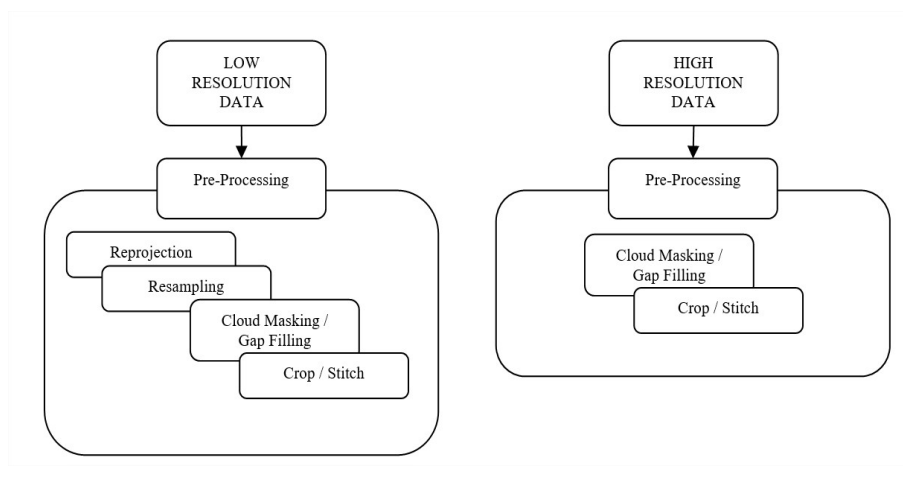 LOW
RESOLUTION
DATA
Pre-Processing
Reprojection
Resampling
Cloud Masking /
Gap Filling
Crop / Stitch
HIGH
RESOLUTION
DATA
Pre-Processing
Cloud Masking /
Gap Filling
Crop / Stitch